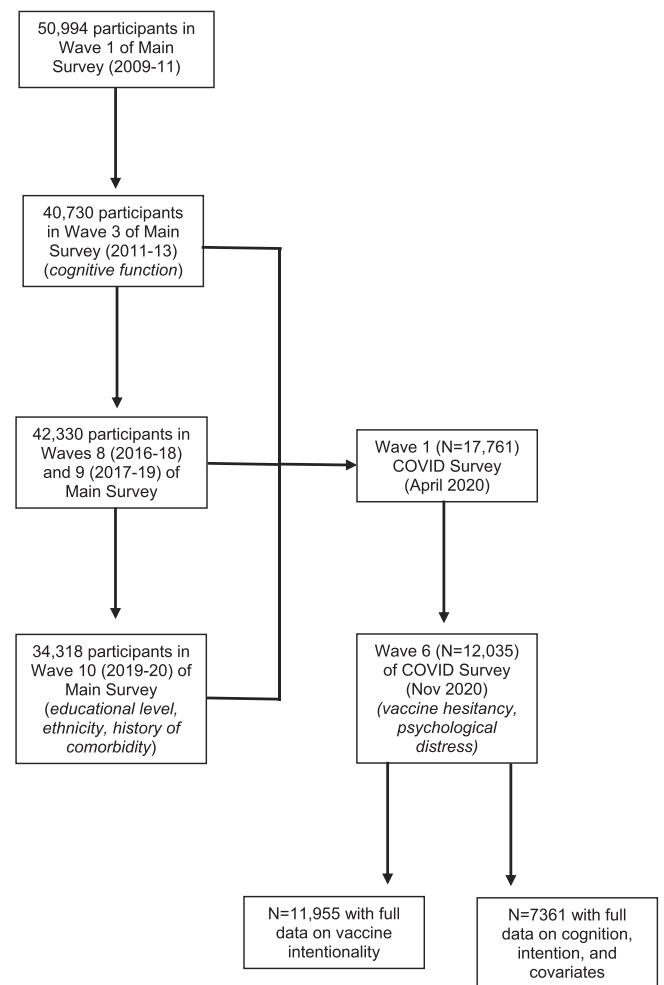 50,994 participants in
Wave 1 of Main
Survey (2009-11)
40,730 participants
in Wave 3 of Main
Survey (2011-13)
(cognitive function)
42,330 participants in
Waves 8 (2016-18)
and 9 (2017-19) of
Main Survey
Wave 1 (N=17,761)
COVID Survey
(April 2020)
34,318 participants in
Wave 10 (2019-20) of
Main Survey
(educational level,
ethnicity, history of
comorbidity)
Wave 6 (N=12,035)
of COVID Survey
(Nov 2020)
(vaccine hesitancy,
psychological
distress)
N=11,955 with full
data on vaccine
intentionality
N=7361 with full
data on cognition,
intention, and
covariates